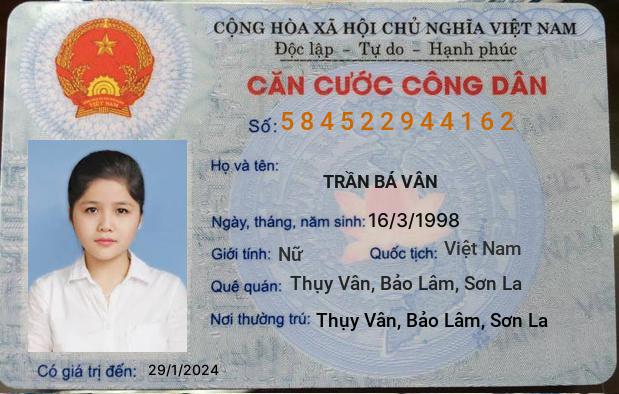 CỘNG HÒA XÃ HỘI CHỦ NGHĨA VIỆT NAM
Độc lập - Tự do - Hạnh phúc
CĂN CƯỚC CÔNG DÂN
Số: 584522944162
Họ và tên:
TRẦN BÁ VÂN
Ngày, tháng, năm sinh: 16/3/1998
Giới tính: Nữ Quốc tịch: Việt Nam
Quê quán: Thụy Vân, Bảo Lâm, Sơn La
Nơi thường trú: Thụy Vân, Bảo Lâm, Sơn La
Có giá trị đến: 29/1/2024
VIỆT NAM